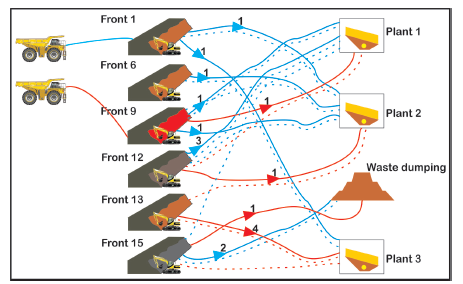 Front 1
1
Plant 1
1
Front 6
1
Front 9
1
1
1
Plant 2
3
Front 12
Waste dumping
1
Front 13
1
4
Front 15
2
Plant 3